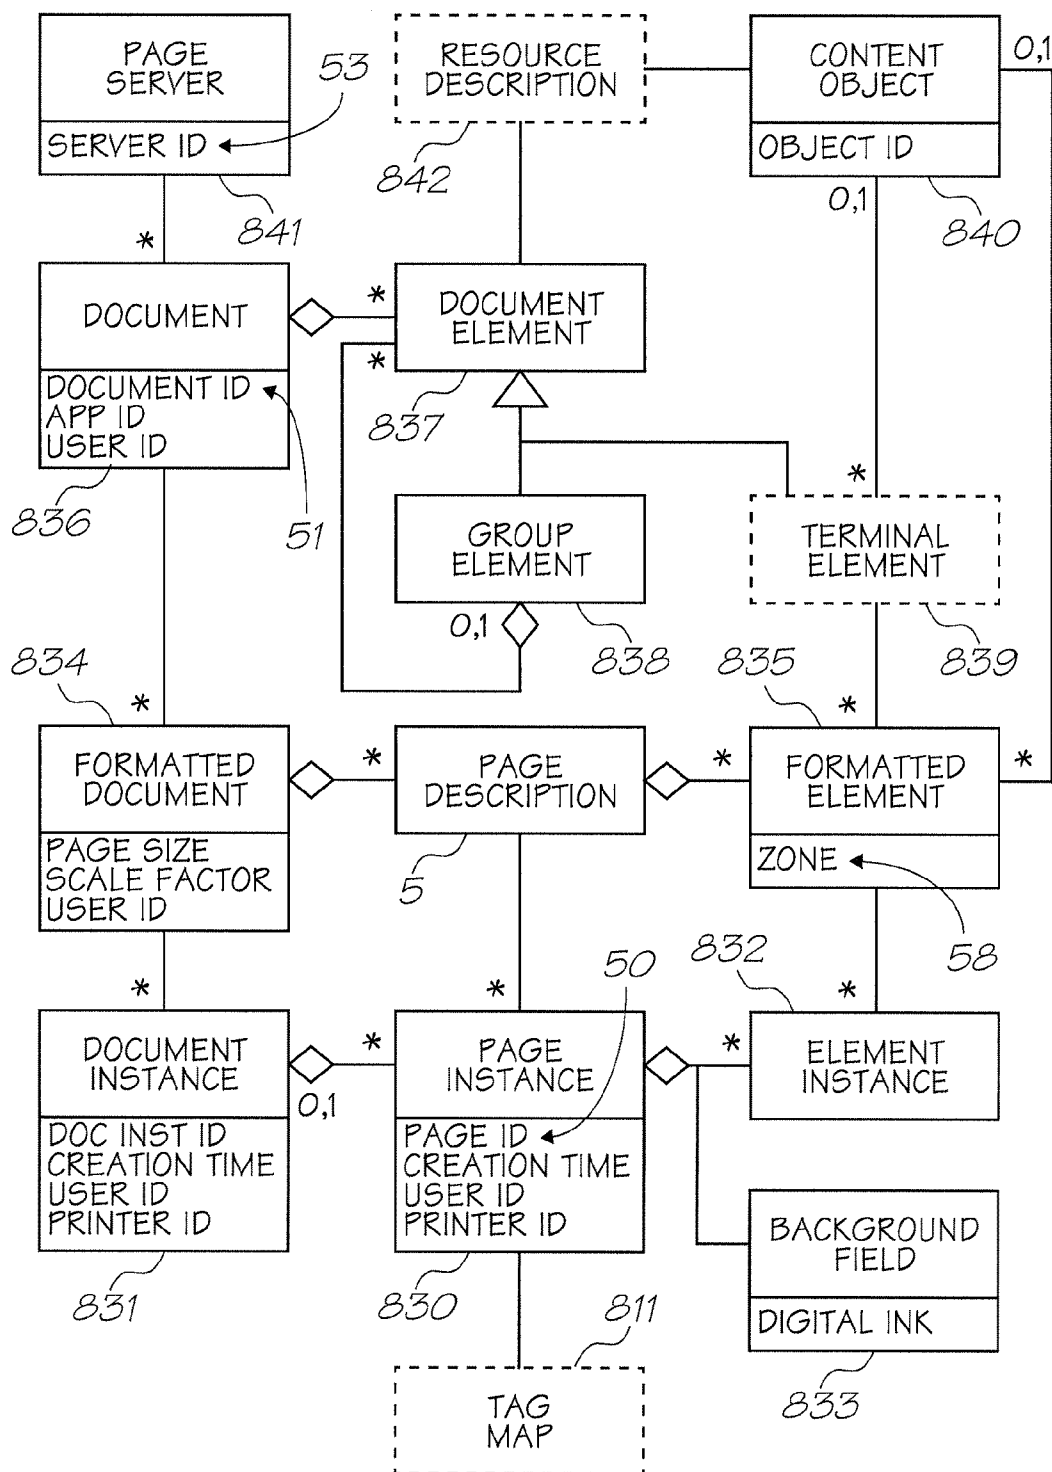 PAGE
SERVER
SERVER ID
53
841
*
RESOURCE
DESCRIPTION
842
CONTENT
OBJECT
OBJECT ID
0,1
0,1
840
DOCUMENT
DOCUMENT ID
APP ID
USER ID
836
51
*
*
DOCUMENT
ELEMENT
837
GROUP
ELEMENT
0,1
838
*
TERMINAL
ELEMENT
839
834
*
FORMATTED
DOCUMENT
PAGE SIZE
SCALE FACTOR
USER ID
*
PAGE
DESCRIPTION
5
835
*
*
*
FORMATTED
ELEMENT
ZONE
58
*
DOCUMENT
INSTANCE
0,1
DOC INST ID
CREATION TIME
USER ID
PRINTER ID
831
*
*
50
PAGE
INSTANCE
PAGE ID
CREATION TIME
USER ID
PRINTER ID
830
832
*
*
ELEMENT
INSTANCE
BACKGROUND
FIELD
DIGITAL INK
833
811
TAG
MAP